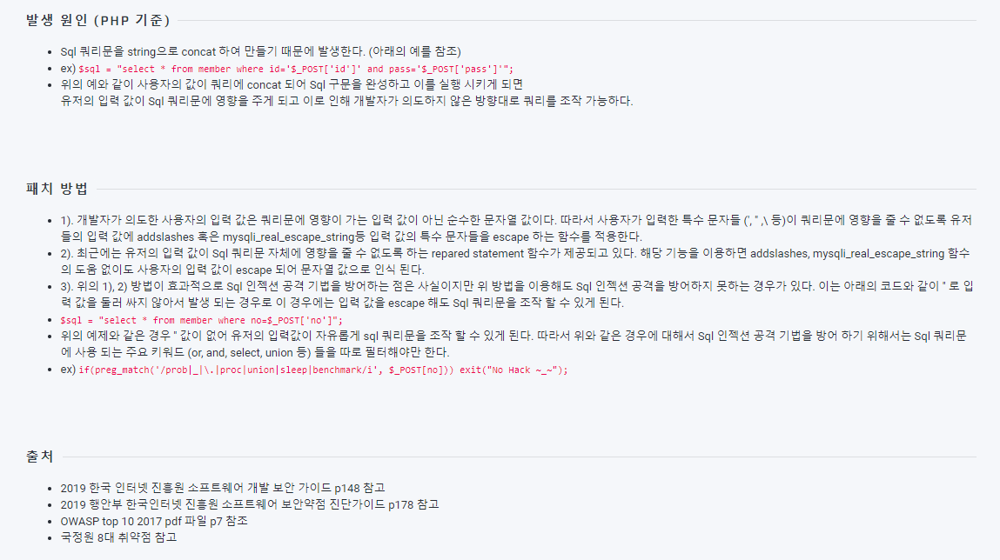 발생 원인 (PHP 기준)
Sql 쿼리문을 string으로 concat 하여 만들기 때문에 발생한다. (아래의 예를 참조)
ex) $sql = "select * from member where id='$_POST['id']' and pass='$_POST['pass']'";
위의 예와 같이 사용자의 값이 쿼리에 concat 되어 Sql 구문을 완성하고 이를 실행 시키게 되면
유저의 입력 값이 Sql 쿼리문에 영향을 주게 되고 이로 인해 개발자가 의도하지 않은 방향대로 쿼리를 조작 가능하다.
패치 방법
1). 개발자가 의도한 사용자의 입력 값은 쿼리문에 영향이 가는 입력 값이 아닌 순수한 문자열 값이다. 따라서 사용자가 입력한 특수 문자들 (', " ,\ 등)이 쿼리문에 영향을 줄 수 없도록 유저
들의 입력 값에 addslashes 혹은 mysqli_real_escape_string등 입력 값의 특수 문자들을 escape 하는 함수를 적용한다.
2). 최근에는 유저의 입력 값이 Sql 쿼리문 자체에 영향을 줄 수 없도록 하는 repared statement 함수가 제공되고 있다. 해당 기능을 이용하면 addslashes, mysqli_real_escape_string 함수
의 도움 없이도 사용자의 입력 값이 escape 되어 문자열 값으로 인식 된다.
3). 위의 1), 2) 방법이 효과적으로 Sql 인젝션 공격 기법을 방어하는 점은 사실이지만 위 방법을 이용해도 Sql 인젝션 공격을 방어하지 못하는 경우가 있다. 이는 아래의 코드와 같이 '' 로 입
력 값을 둘러 싸지 않아서 발생 되는 경우로 이 경우에는 입력 값을 escape 해도 Sql 쿼리문을 조작 할 수 있게 된다.
$sql = "select * from member where no=$_POST['no']";
위의 예제와 같은 경우 '' 값이 없어 유저의 입력값이 자유롭게 sql 쿼리문을 조작 할 수 있게 된다. 따라서 위와 같은 경우에 대해서 Sql 인젝션 공격 기법을 방어 하기 위해서는 Sql 쿼리문
에 사용 되는 주요 키워드 (or, and, select, union 등) 들을 따로 필터해야만 한다.
ex) if(preg_match('/prob|_|\.|proc|union|sleep|benchmark/i', $_POST[no])) exit("No Hack ~_~");
출처
2019 한국 인터넷 진흥원 소프트웨어 개발 보안 가이드 p148 참고
2019 행안부 한국인터넷 진흥원 소프트웨어 보안약점 진단가이드 p178 참고
OWASP top 10 2017 pdf 파일 p7 참조
국정원 8대 취약점 참고